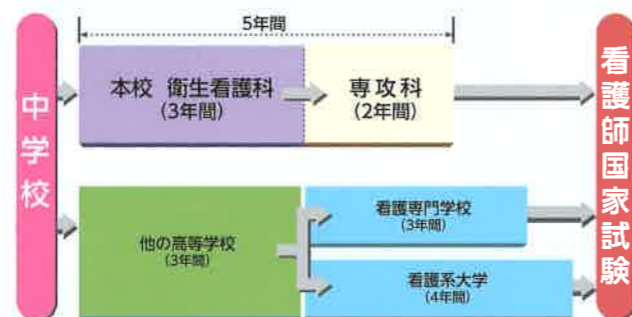 5年間
中学校
本校 衛生看護科
(3年間)
専攻科
(2年間)
看護師国家試験
他の高等学校
(3年間)
看護専門学校
(3年間)
看護系大学
(4年間)